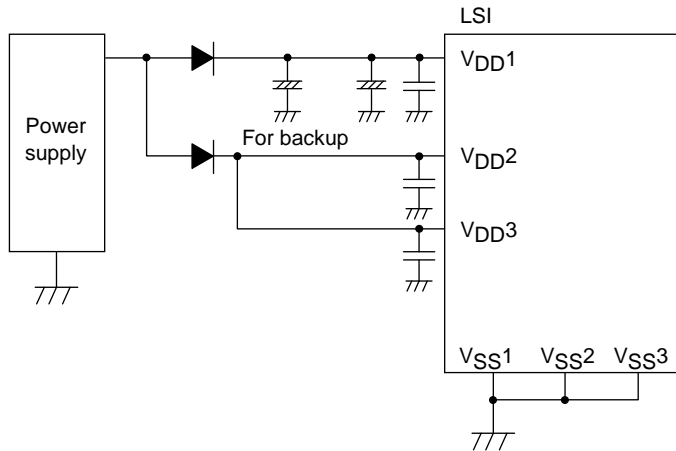 LSI
VDD1
Power
supply
For backup
VDD2
VDD3
VSS1 VSS2 VSS3